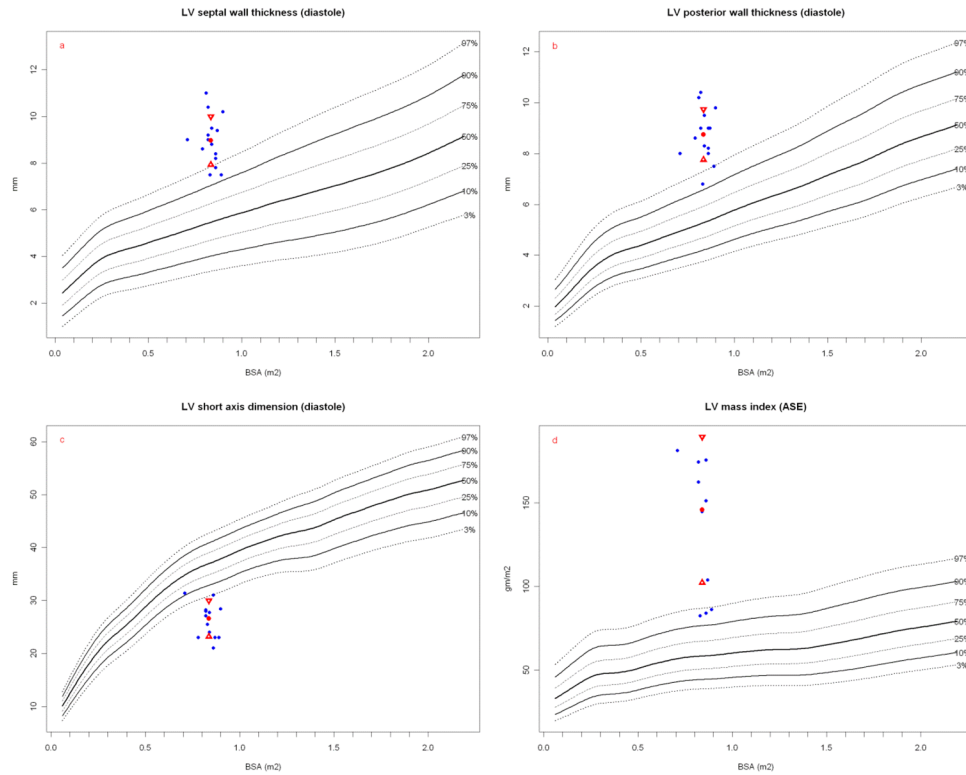 LV septal wall thickness (diastole)
a
mm
2
4
6
8
10
12
97%
90%
75%
50%
25%
10%
3%
0.0 0.5 1.0 1.5 2.0
BSA (m2)
LV posterior wall thickness (diastole)
b
mm
2
4
6
8
10
12
97%
90%
75%
50%
25%
10%
3%
0.0 0.5 1.0 1.5 2.0
BSA (m2)
LV short axis dimension (diastole)
c
mm
10
20
30
40
50
60
97%
90%
75%
50%
25%
10%
3%
0.0 0.5 1.0 1.5 2.0
BSA (m2)
LV mass index (ASE)
d
gm/m2
50
100
150
97%
90%
75%
50%
25%
10%
3%
0.0 0.5 1.0 1.5 2.0
BSA (m2)